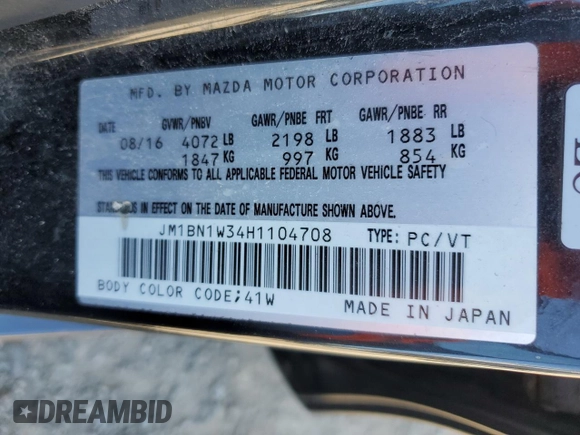 MFD. BY MAZDA MOTOR CORPORATION
DATE GVWR/PNBV GAWR/PNBE FRT GAWR/PNBE RR
08/16 4072 LB 2198 LB 1883 LB
1847 KG 997 KG 854 KG
THIS VEHICLE CONFORMS TO ALL APPLICABLE FEDERAL MOTOR VEHICLE SAFETY
STANDARDS IN EFFECT ON THE DATE OF MANUFACTURE SHOWN ABOVE.
JM1BN1W34H1104708 TYPE: PC/VT
BODY COLOR CODE;41W
MADE IN JAPAN
DREAMBID